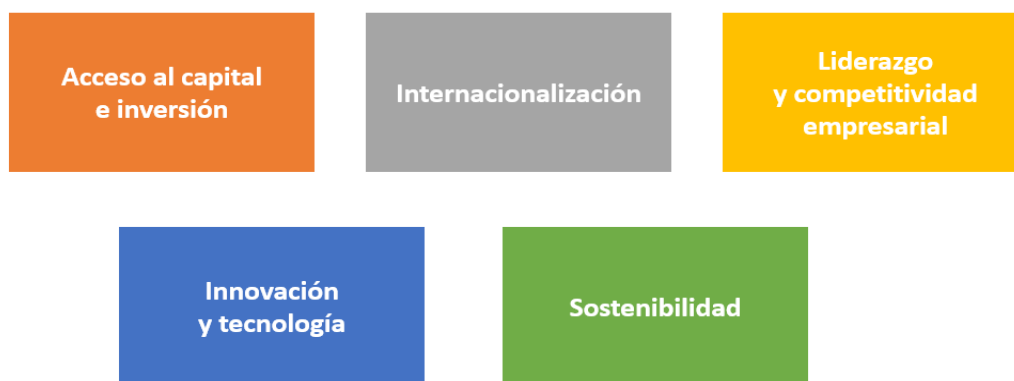 Acceso al capital
e inversión
Internacionalización
Liderazgo
y competitividad
empresarial
Innovación
y tecnología
Sostenibilidad